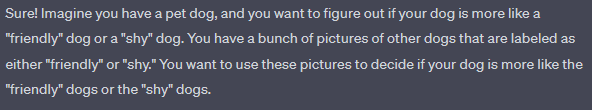 Sure! Imagine you have a pet dog, and you want to figure out if your dog is more like a
"friendly" dog or a "shy" dog. You have a bunch of pictures of other dogs that are labeled as
either "friendly" or "shy." You want to use these pictures to decide if your dog is more like the
"friendly" dogs or the "shy" dogs.